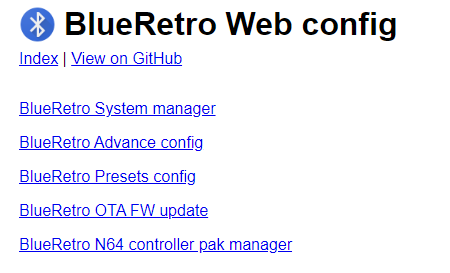 BlueRetro Web config
Index | View on GitHub
BlueRetro System manager
BlueRetro Advance config
BlueRetro Presets config
BlueRetro OTA FW update
BlueRetro N64 controller pak manager